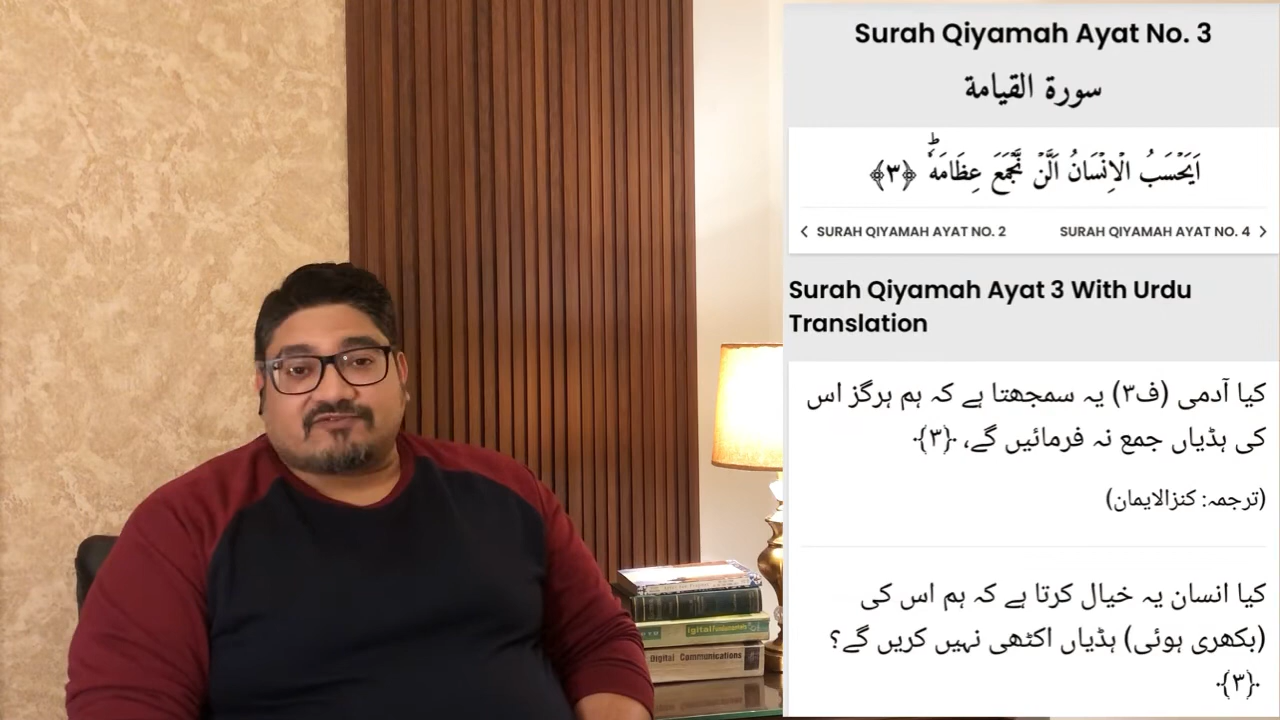 Surah Qiyamah Ayat No. 3
سورة القيامة
اَیَحْسَبُ الْاِنْسَانُ اَلَّنْ نَّجْمَعَ عِظَامَهٗؕ ﴿۳﴾
SURAH QIYAMAH AYAT NO. 2
SURAH QIYAMAH AYAT NO. 4
Surah Qiyamah Ayat 3 With Urdu
Translation
کیا آدمی (ف۳) یہ سمجھتا ہے کہ ہم ہرگز اس
کی ہڈیاں جمع نہ فرمائیں گے، ﴿۳﴾
(ترجمہ: کنزالایمان)
کیا انسان یہ خیال کرتا ہے کہ ہم اس کی
(بکھری ہوئی) ہڈیاں اکٹھی نہیں کریں گے؟
﴿۳﴾
Digital Communications